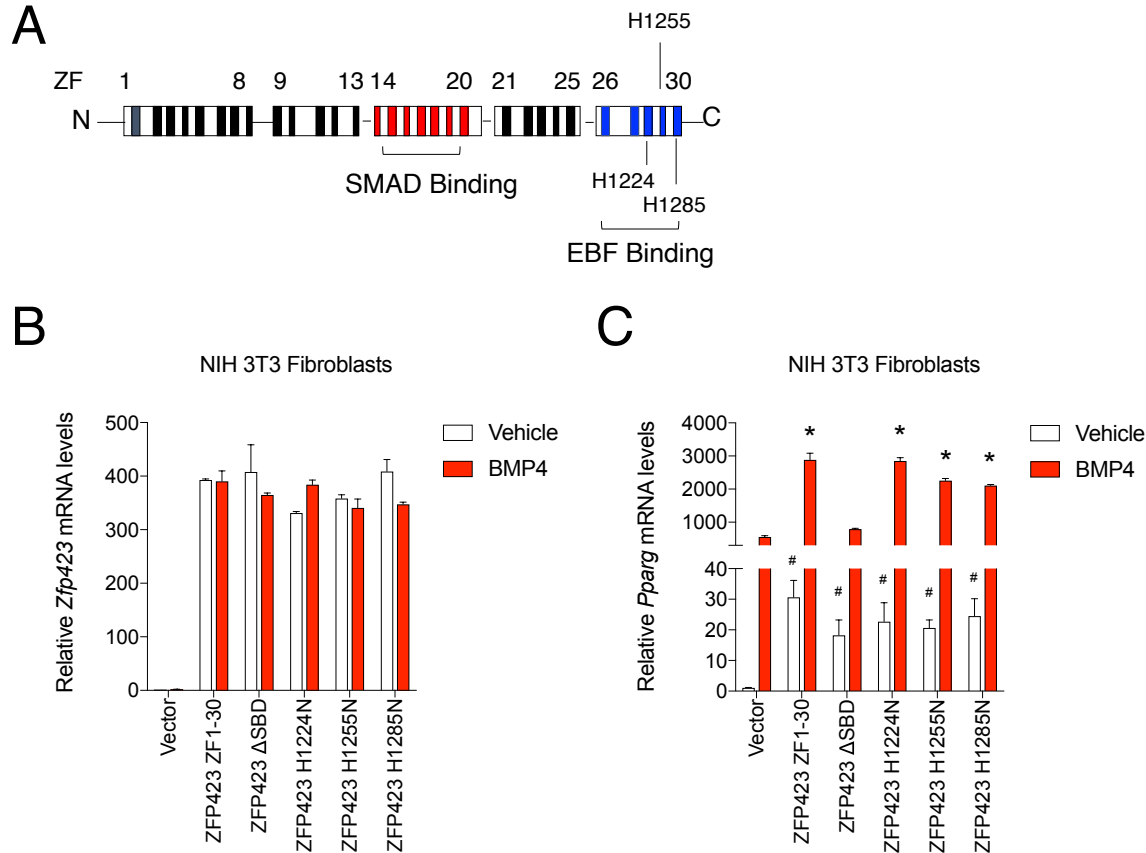 A
H1255
ZF 1 8 9 13 14 20 21 25 26 30
N C
SMAD Binding
H1224
H1285
EBF Binding
B
NIH 3T3 Fibroblasts
Relative Zfp423 mRNA levels
500
400
300
200
100
0
Vehicle
BMP4
Vector
ZFP423 ZF1-30
ZFP423 ΔSBD
ZFP423 H1224N
ZFP423 H1255N
ZFP423 H1285N
C
NIH 3T3 Fibroblasts
Relative Pparg mRNA levels
4000
3000
2000
1000
40
30
20
10
0
* * * *
# # # # #
Vehicle
BMP4
Vector
ZFP423 ZF1-30
ZFP423 ΔSBD
ZFP423 H1224N
ZFP423 H1255N
ZFP423 H1285N